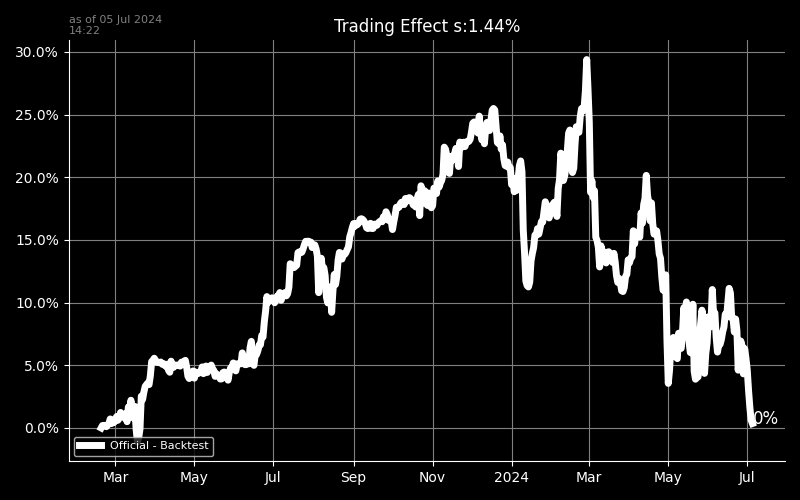 as of 05 Jul 2024
14:22
Trading Effect s:1.44%
30.0%
25.0%
20.0%
15.0%
10.0%
5.0%
0.0%
0%
Official - Backtest
Mar May Jul Sep Nov 2024 Mar May Jul